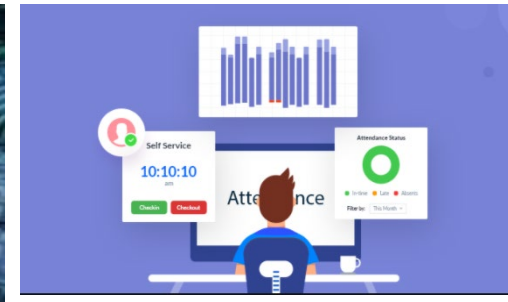 Self Service
10:10:10
am
Checkin Checkout
Attendance Status
In-time Late Absents
Filter by: This Month
Atte nce